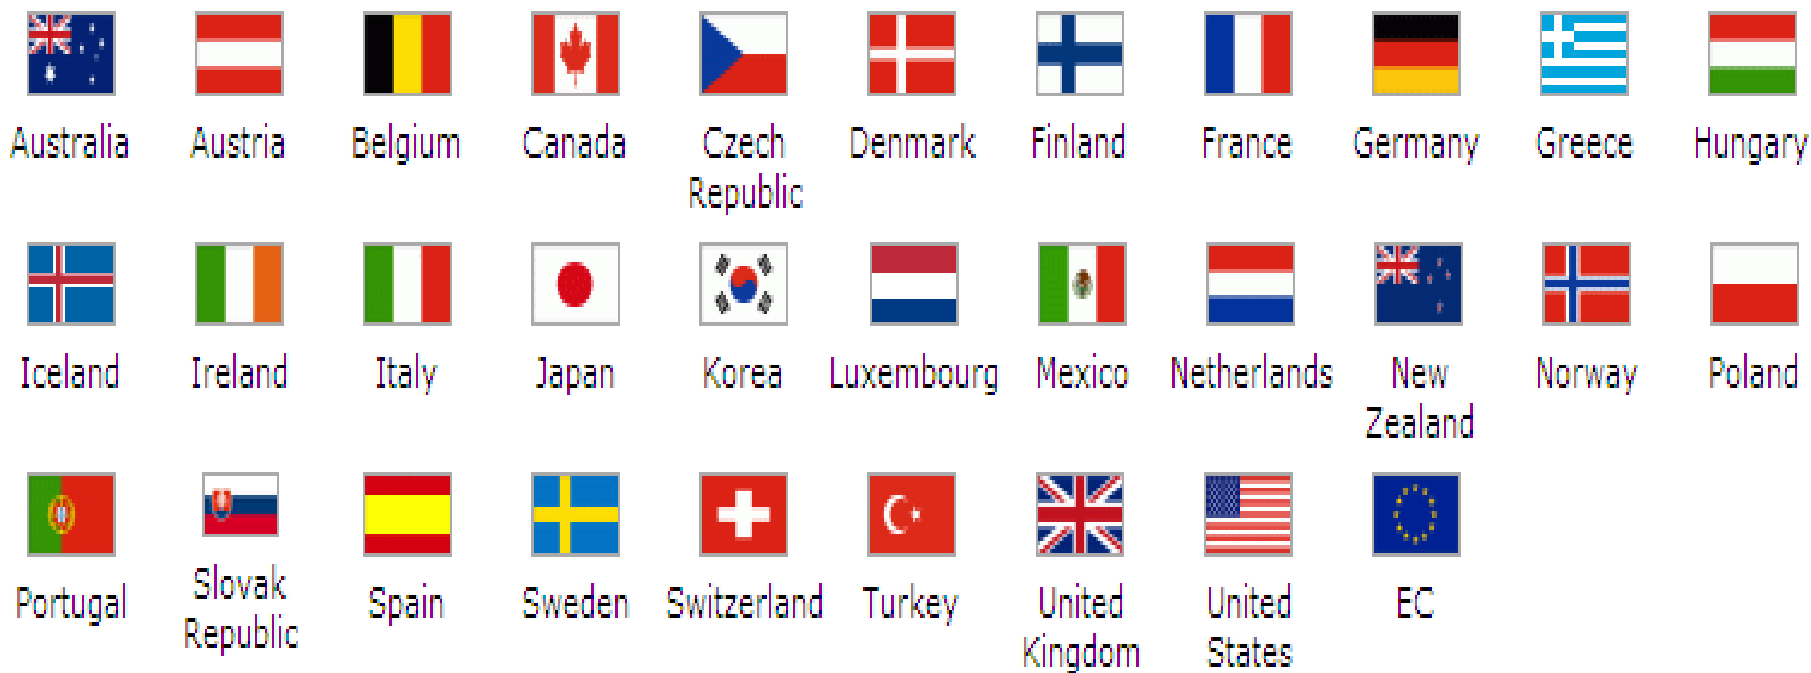 Australia Austria Belgium Canada Czech Denmark Finland France Germany Greece Hungary
Republic
Iceland Ireland Italy Japan Korea Luxembourg Mexico Netherlands New Norway Poland
Zealand
Portugal Slovak Spain Sweden Switzerland Turkey United United EC
Republic Kingdom States